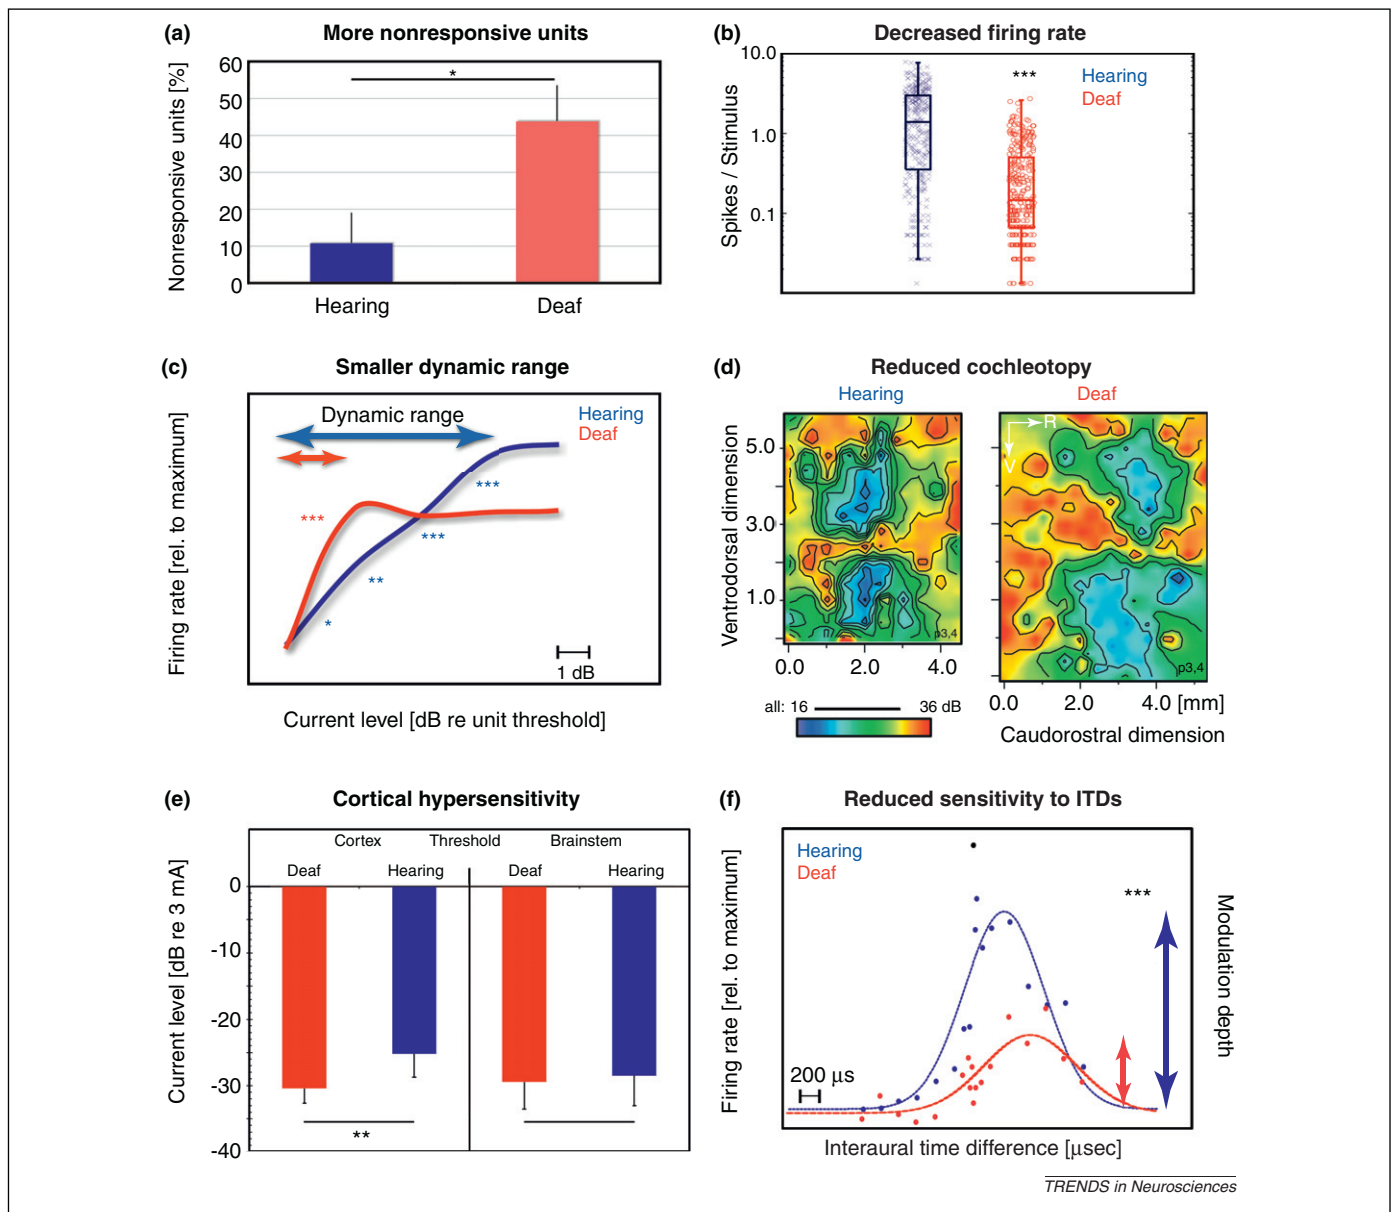 (a) More nonresponsive units
Nonresponsive units [%]
60
50
40
30
20
10
0
*
Hearing Deaf
(b) Decreased firing rate
Spikes / Stimulus
10.0
1.0
0.1
***
Hearing
Deaf
(c) Smaller dynamic range
Firing rate [rel. to maximum]
Dynamic range
Hearing
Deaf
***
***
***
**
*
1 dB
Current level [dB re unit threshold]
(d) Reduced cochleotopy
Hearing Deaf
Ventrodorsal dimension
5.0
3.0
1.0
p3,4
0.0 2.0 4.0
R
V
p3,4
0.0 2.0 4.0 [mm]
all: 16 36 dB
Caudorostral dimension
(e) Cortical hypersensitivity
Cortex Threshold Brainstem
Deaf Hearing Deaf Hearing
Current level [dB re 3 mA]
0
-10
-20
-30
-40
**
(f) Reduced sensitivity to ITDs
Firing rate [rel. to maximum]
Hearing
Deaf
***
Modulation depth
200 µs
Interaural time difference [µsec]
TRENDS in Neurosciences